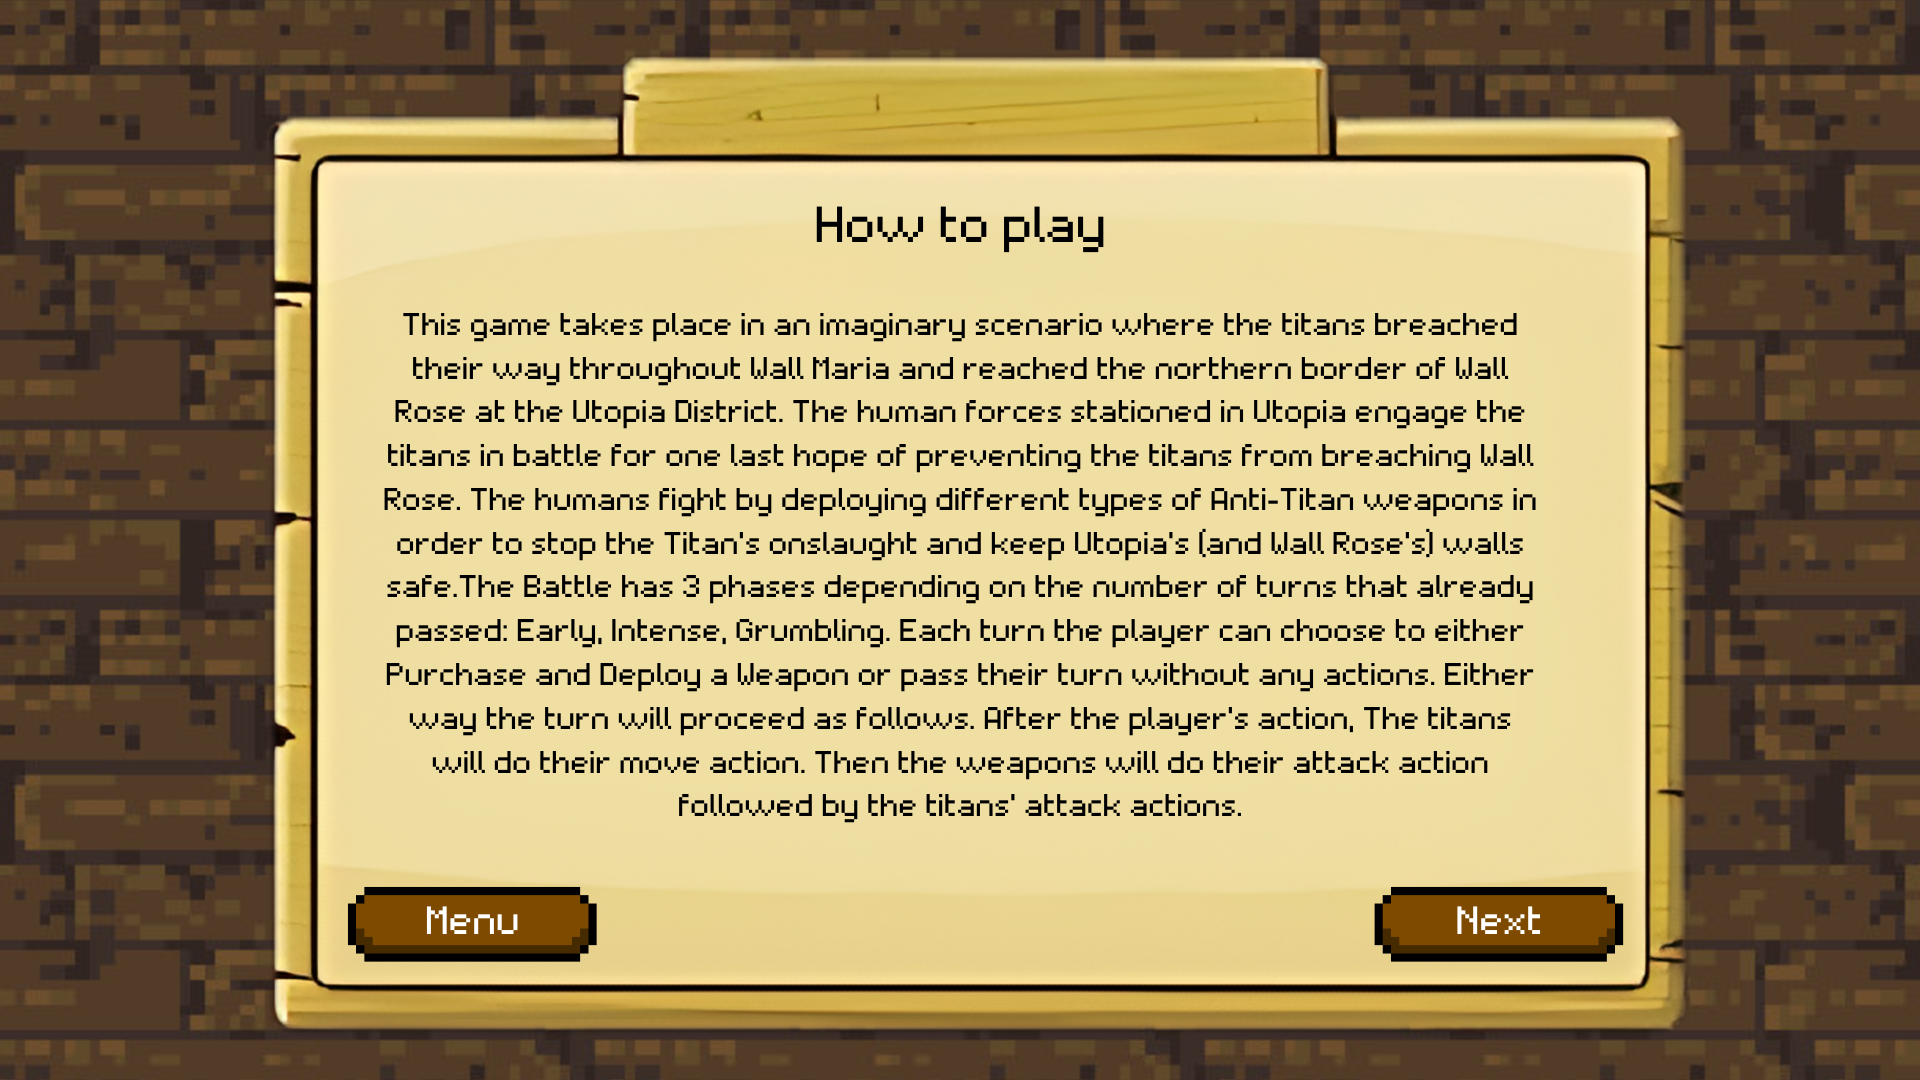 How to play
This game takes place in an imaginary scenario where the titans breached
their way throughout Wall Maria and reached the northern border of Wall
Rose at the Utopia District. The human forces stationed in Utopia engage the
titans in battle for one last hope of preventing the titans from breaching Wall
Rose. The humans fight by deploying different types of Anti-Titan weapons in
order to stop the Titan's onslaught and keep Utopia's (and Wall Rose's) walls
safe.The Battle has 3 phases depending on the number of turns that already
passed: Early, Intense, Grumbling. Each turn the player can choose to either
Purchase and Deploy a Weapon or pass their turn without any actions. Either
way the turn will proceed as follows. After the player's action, The titans
will do their move action. Then the weapons will do their attack action
followed by the titans' attack actions.
Menu
Next